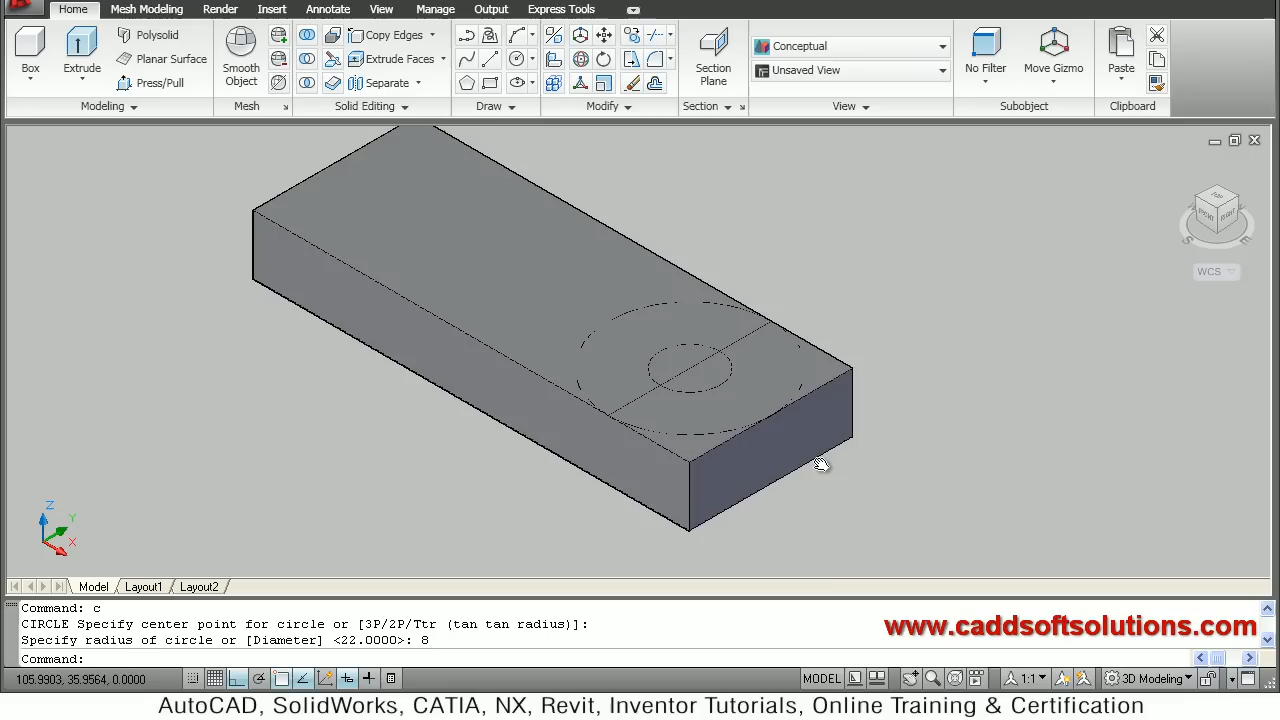 Home Mesh Modeling Render Insert Annotate View Manage Output Express Tools
Polysolid Copy Edges Conceptual
Planar Surface Extrude Faces
Box Extrude Press/Pull Smooth Object Separate Section Plane Unsaved View No Filter Move Gizmo Paste
Modeling Mesh Solid Editing Draw Modify Section View Subobject Clipboard
TOP
FRONT RIGHT
S E
WCS
Z
Y
X
Model Layout1 Layout2
Command: c
CIRCLE Specify center point for circle or [3P/2P/Ttr (tan tan radius)]:
Specify radius of circle or [Diameter] <22.0000>: 8
Command:
www.caddsoftsolutions.com
105.9903, 35.9564, 0.0000 MODEL 1:1 3D Modeling
AutoCAD, SolidWorks, CATIA, NX, Revit, Inventor Tutorials, Online Training & Certification